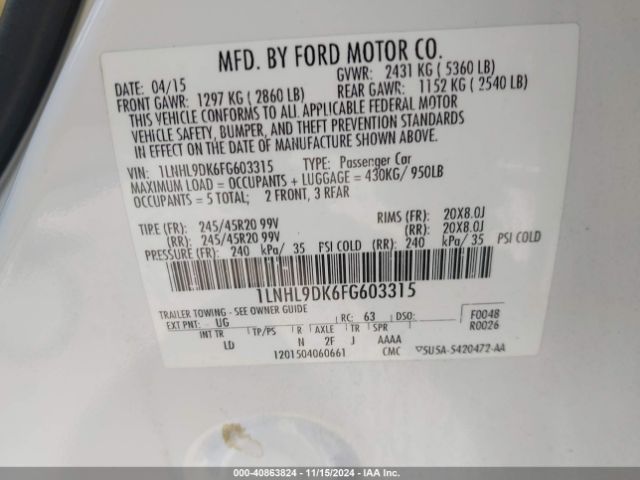 MFD. BY FORD MOTOR CO.
DATE: 04/15 GVWR: 2431 KG ( 5360 LB)
FRONT GAWR: 1297 KG ( 2860 LB) REAR GAWR: 1152 KG ( 2540 LB)
THIS VEHICLE CONFORMS TO ALL APPLICABLE FEDERAL MOTOR
VEHICLE SAFETY, BUMPER, AND THEFT PREVENTION STANDARDS
IN EFFECT ON THE DATE OF MANUFACTURE SHOWN ABOVE.
VIN: 1LNHL9DK6FG603315 TYPE: Passenger Car
MAXIMUM LOAD = OCCUPANTS + LUGGAGE = 430KG/ 950LB
OCCUPANTS = 5 TOTAL; 2 FRONT, 3 REAR
TIRE (FR): 245/45R20 99V RIMS (FR): 20X8.0J
(RR): 245/45R20 99V (RR): 20X8.0J
PRESSURE (FR): 240 kPa/ 35 PSI COLD (RR): 240 kPa/ 35 PSI COLD
1LNHL9DK6FG603315
TRAILER TOWING - SEE OWNER GUIDE
EXT PNT: UG RC: 63 DSO: F0048
R0026
INT TR TP/PS R AXLE TR SPR
LD N 2F J AAAA
1201504060661 CMC ▽5U5A-5420472-AA
000-40863824 | 11/15/2024 | IAA Inc.